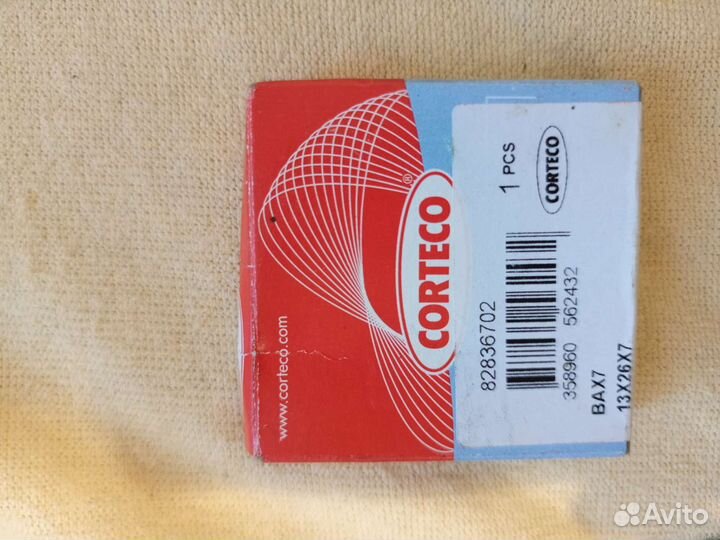 www.corteco.com
CORTECO®
82836702
1 PCS
358960 562432
CORTECO
BAX7
13X26X7
Avito